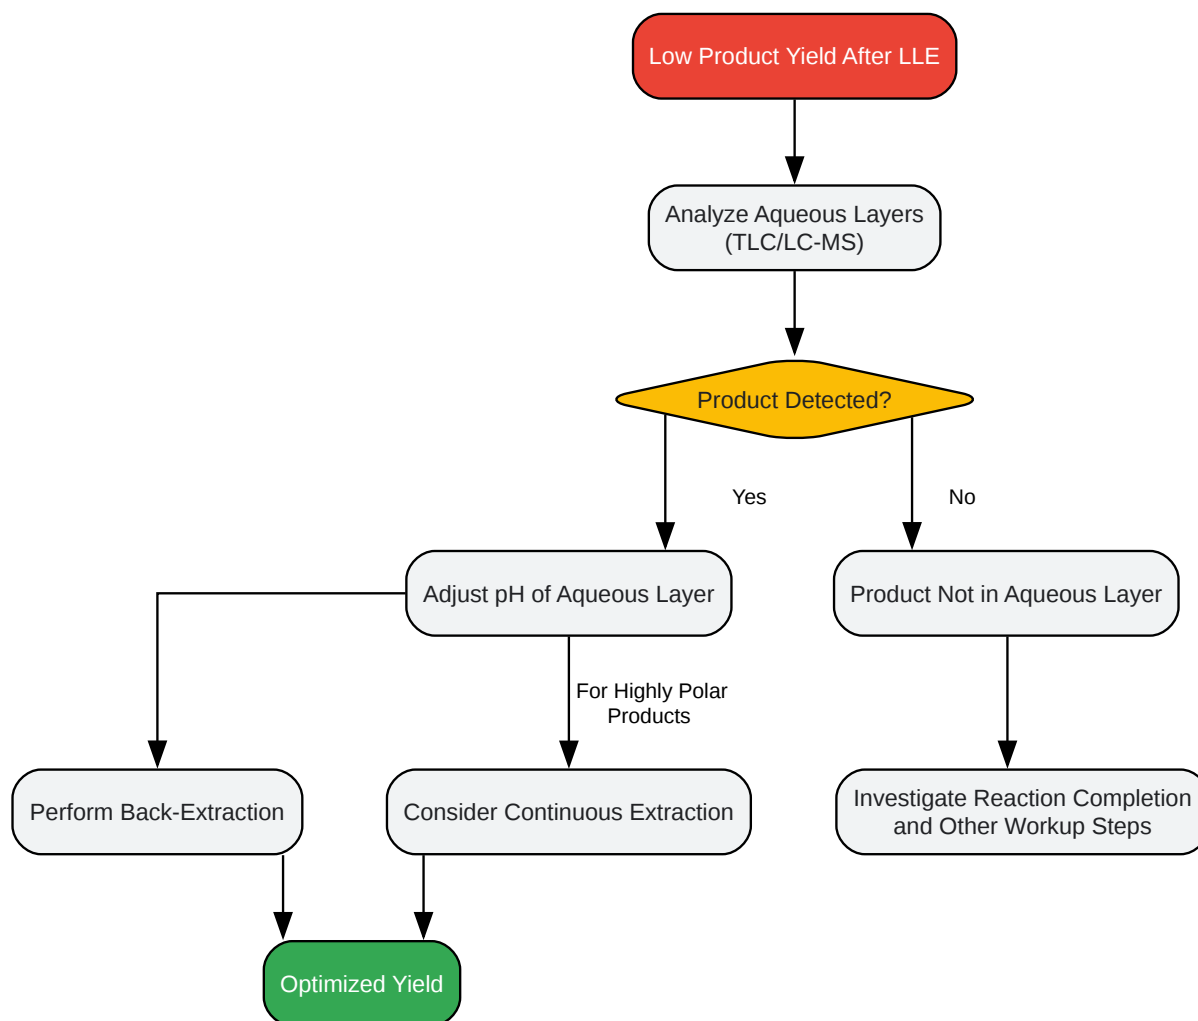 Low Product Yield After LLE
Analyze Aqueous Layers
(TLC/LC-MS)
Product Detected?
Yes
No
Adjust pH of Aqueous Layer
Product Not in Aqueous Layer
For Highly Polar
Products
Perform Back-Extraction
Consider Continuous Extraction
Investigate Reaction Completion
and Other Workup Steps
Optimized Yield